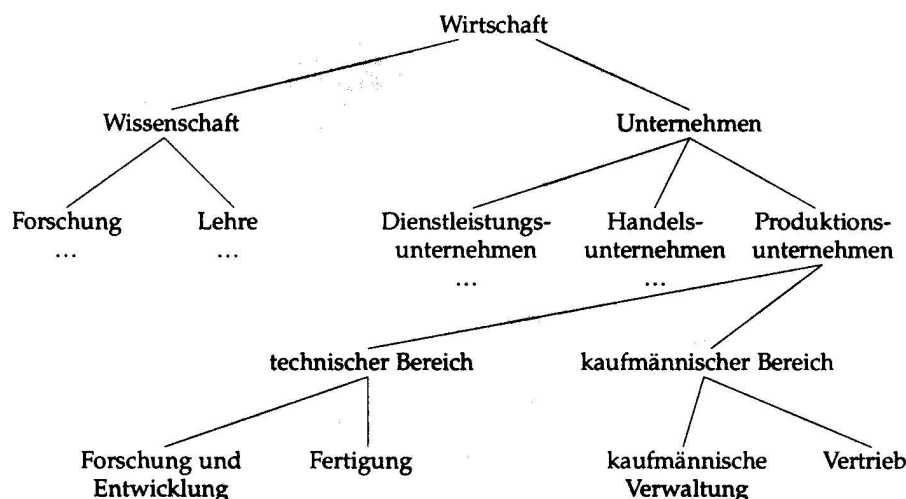 Wirtschaft
Wissenschaft Unternehmen
Forschung Lehre Dienstleistungs- Handels- Produktions-
... ... unternehmen unternehmen unternehmen
... ...
technischer Bereich kaufmännischer Bereich
Forschung und Fertigung kaufmännische Vertrieb
Entwicklung Verwaltung